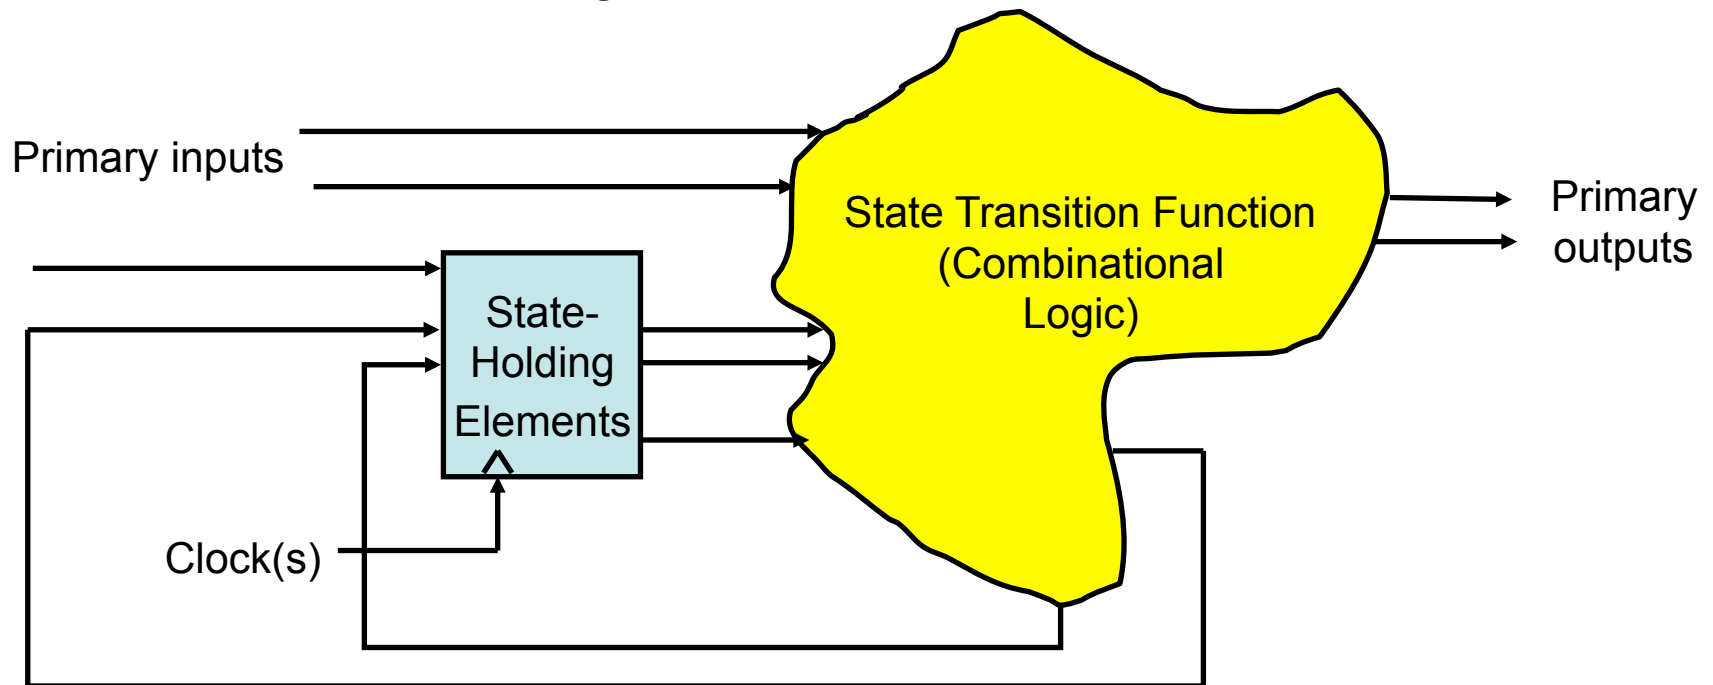 Primary inputs
State Transition Function
(Combinational
Logic)
Primary
outputs
State-
Holding
Elements
Clock(s)